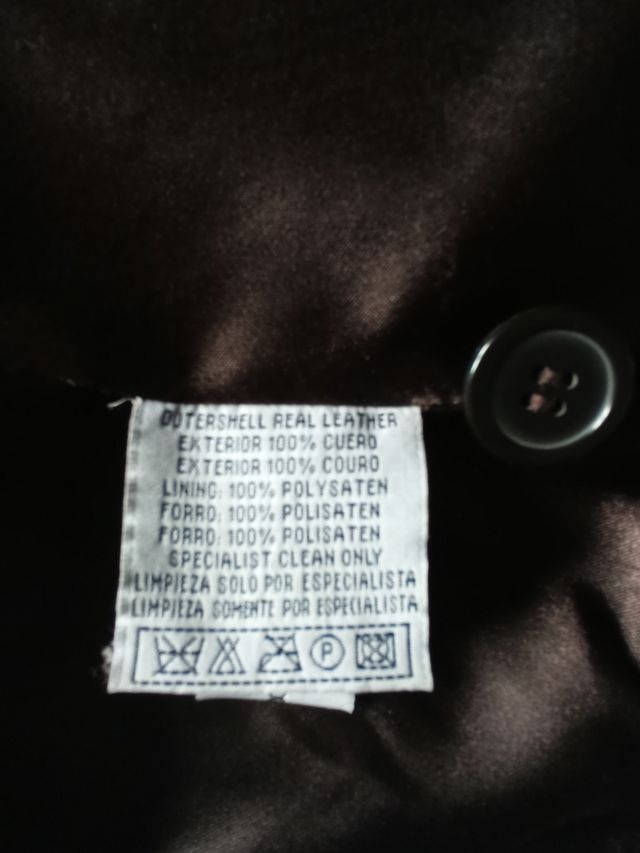 OUTERSHELL REAL LEATHER
EXTERIOR 100% CUERO
EXTERIOR 100% COURO
LINING: 100% POLYSATEN
FORRO: 100% POLISATEN
FORRO: 100% POLISATEN
SPECIALIST CLEAN ONLY
LIMPIEZA SOLO POR ESPECIALISTA
LIMPIEZA SOMENTE POR ESPECIALISTA
P